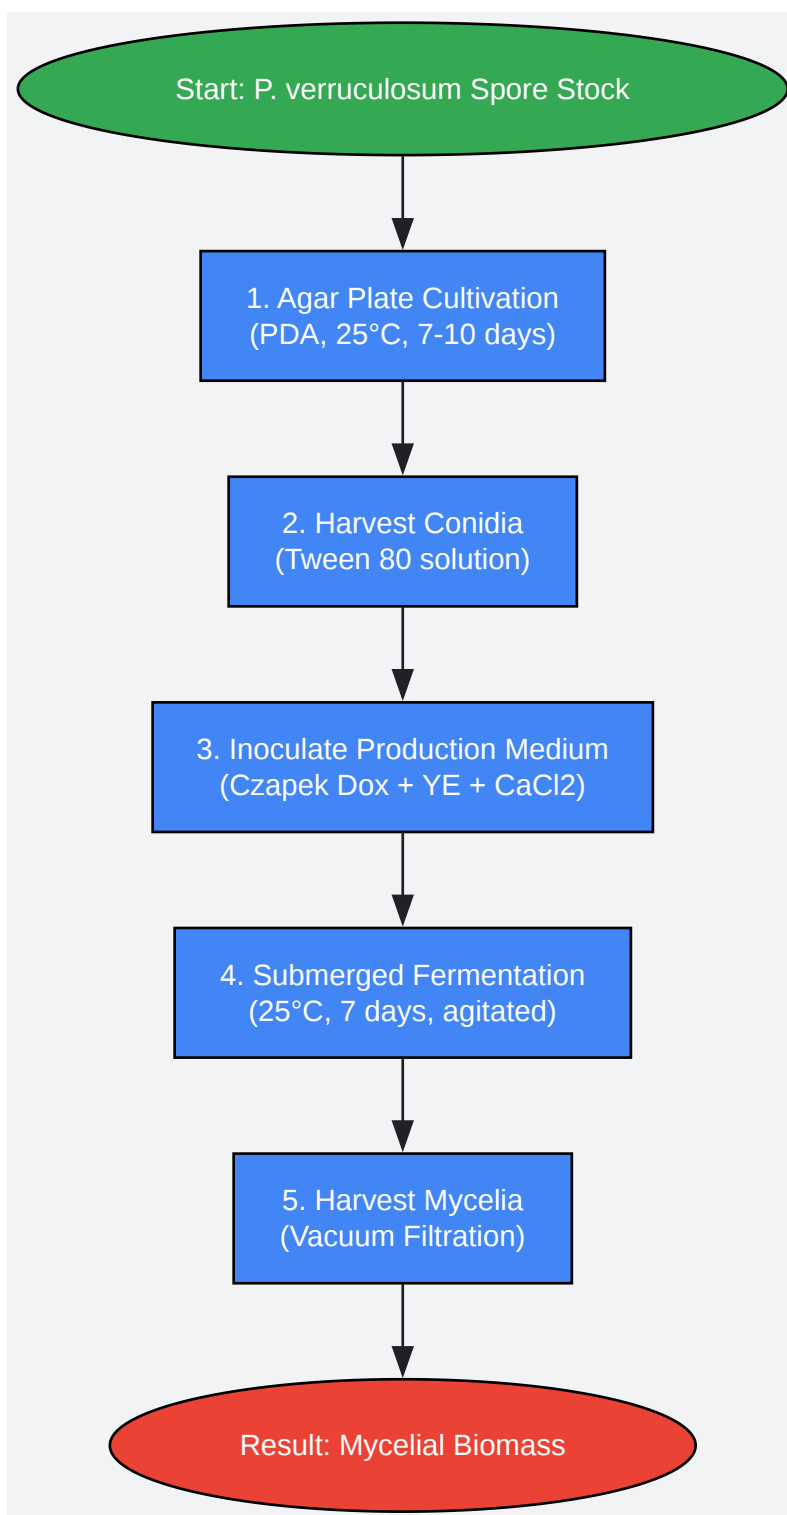 Start: P. verruculosum Spore Stock
1. Agar Plate Cultivation
(PDA, 25°C, 7-10 days)
2. Harvest Conidia
(Tween 80 solution)
3. Inoculate Production Medium
(Czapek Dox + YE + CaCl2)
4. Submerged Fermentation
(25°C, 7 days, agitated)
5. Harvest Mycelia
(Vacuum Filtration)
Result: Mycelial Biomass